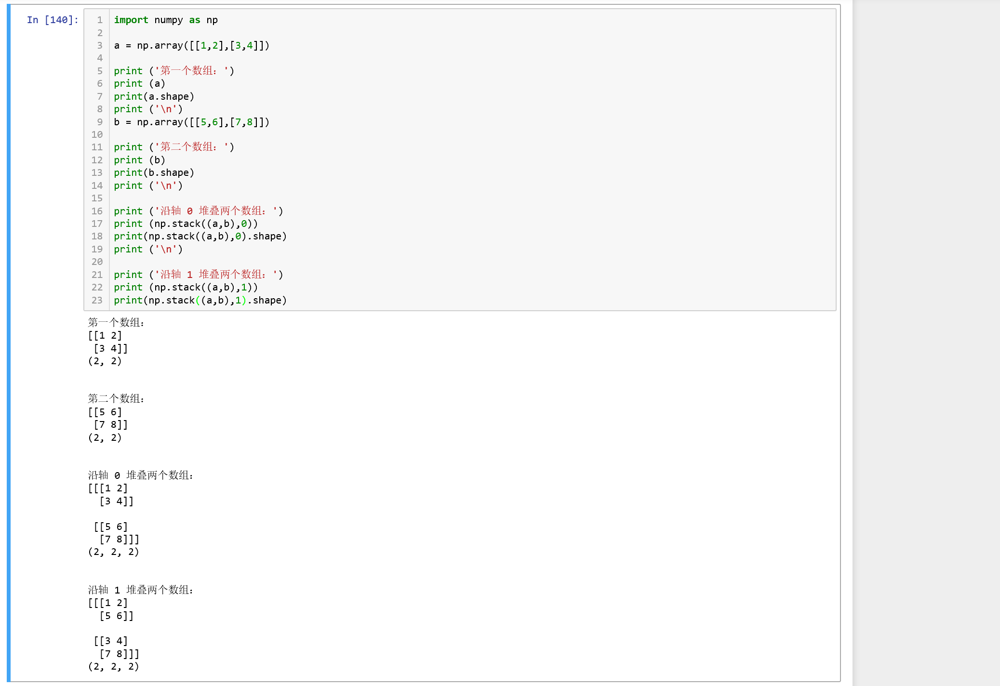 In [140]:
1 import numpy as np
2
3 a = np.array([[1,2],[3,4]])
4
5 print ('第一个数组：')
6 print (a)
7 print(a.shape)
8 print ('\n')
9 b = np.array([[5,6],[7,8]])
10
11 print ('第二个数组：')
12 print (b)
13 print(b.shape)
14 print ('\n')
15
16 print ('沿轴 0 堆叠两个数组：')
17 print (np.stack((a,b),0))
18 print(np.stack((a,b),0).shape)
19 print ('\n')
20
21 print ('沿轴 1 堆叠两个数组：')
22 print (np.stack((a,b),1))
23 print(np.stack((a,b),1).shape)
第一个数组：
[[1 2]
 [3 4]]
(2, 2)
第二个数组：
[[5 6]
 [7 8]]
(2, 2)
沿轴 0 堆叠两个数组：
[[[1 2]
  [3 4]]
 [[5 6]
  [7 8]]]
(2, 2, 2)
沿轴 1 堆叠两个数组：
[[[1 2]
  [5 6]]
 [[3 4]
  [7 8]]]
(2, 2, 2)